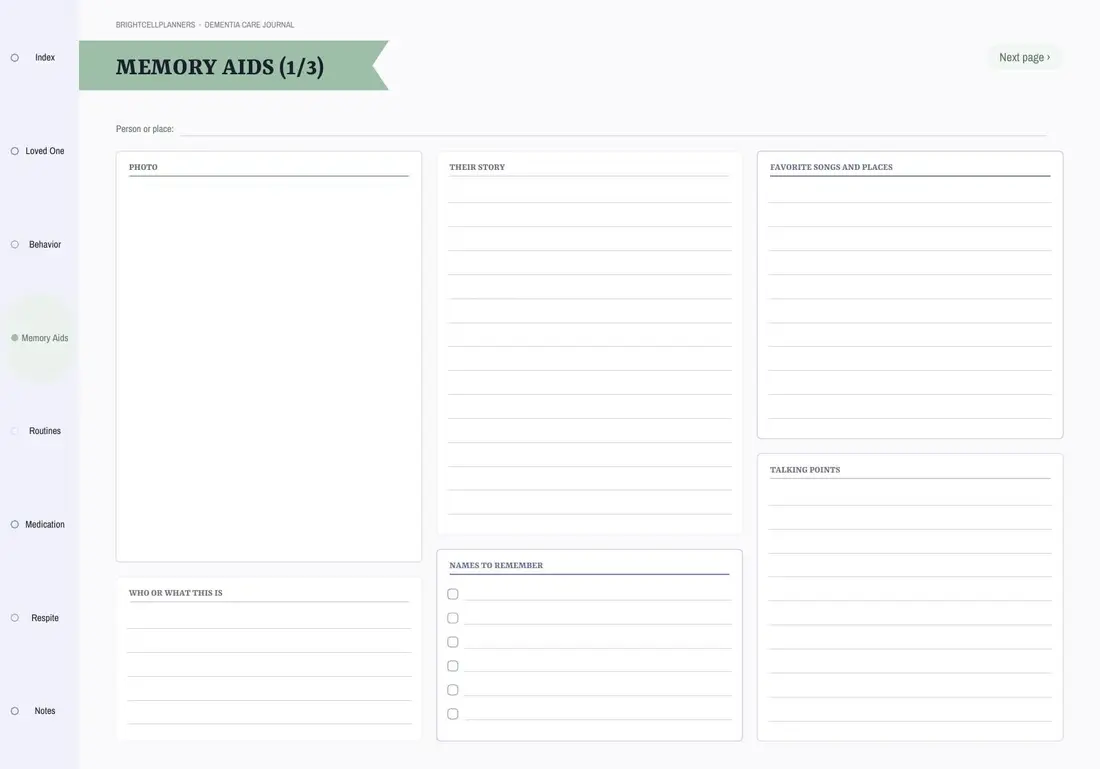 BRIGHTCELLPLANNERS - DEMENTIA CARE JOURNAL
MEMORY AIDS (1/3)
Next page ›
Index
Loved One
Behavior
Memory Aids
Routines
Medication
Respite
Notes
Person or place:
PHOTO
WHO OR WHAT THIS IS
THEIR STORY
NAMES TO REMEMBER
FAVORITE SONGS AND PLACES
TALKING POINTS